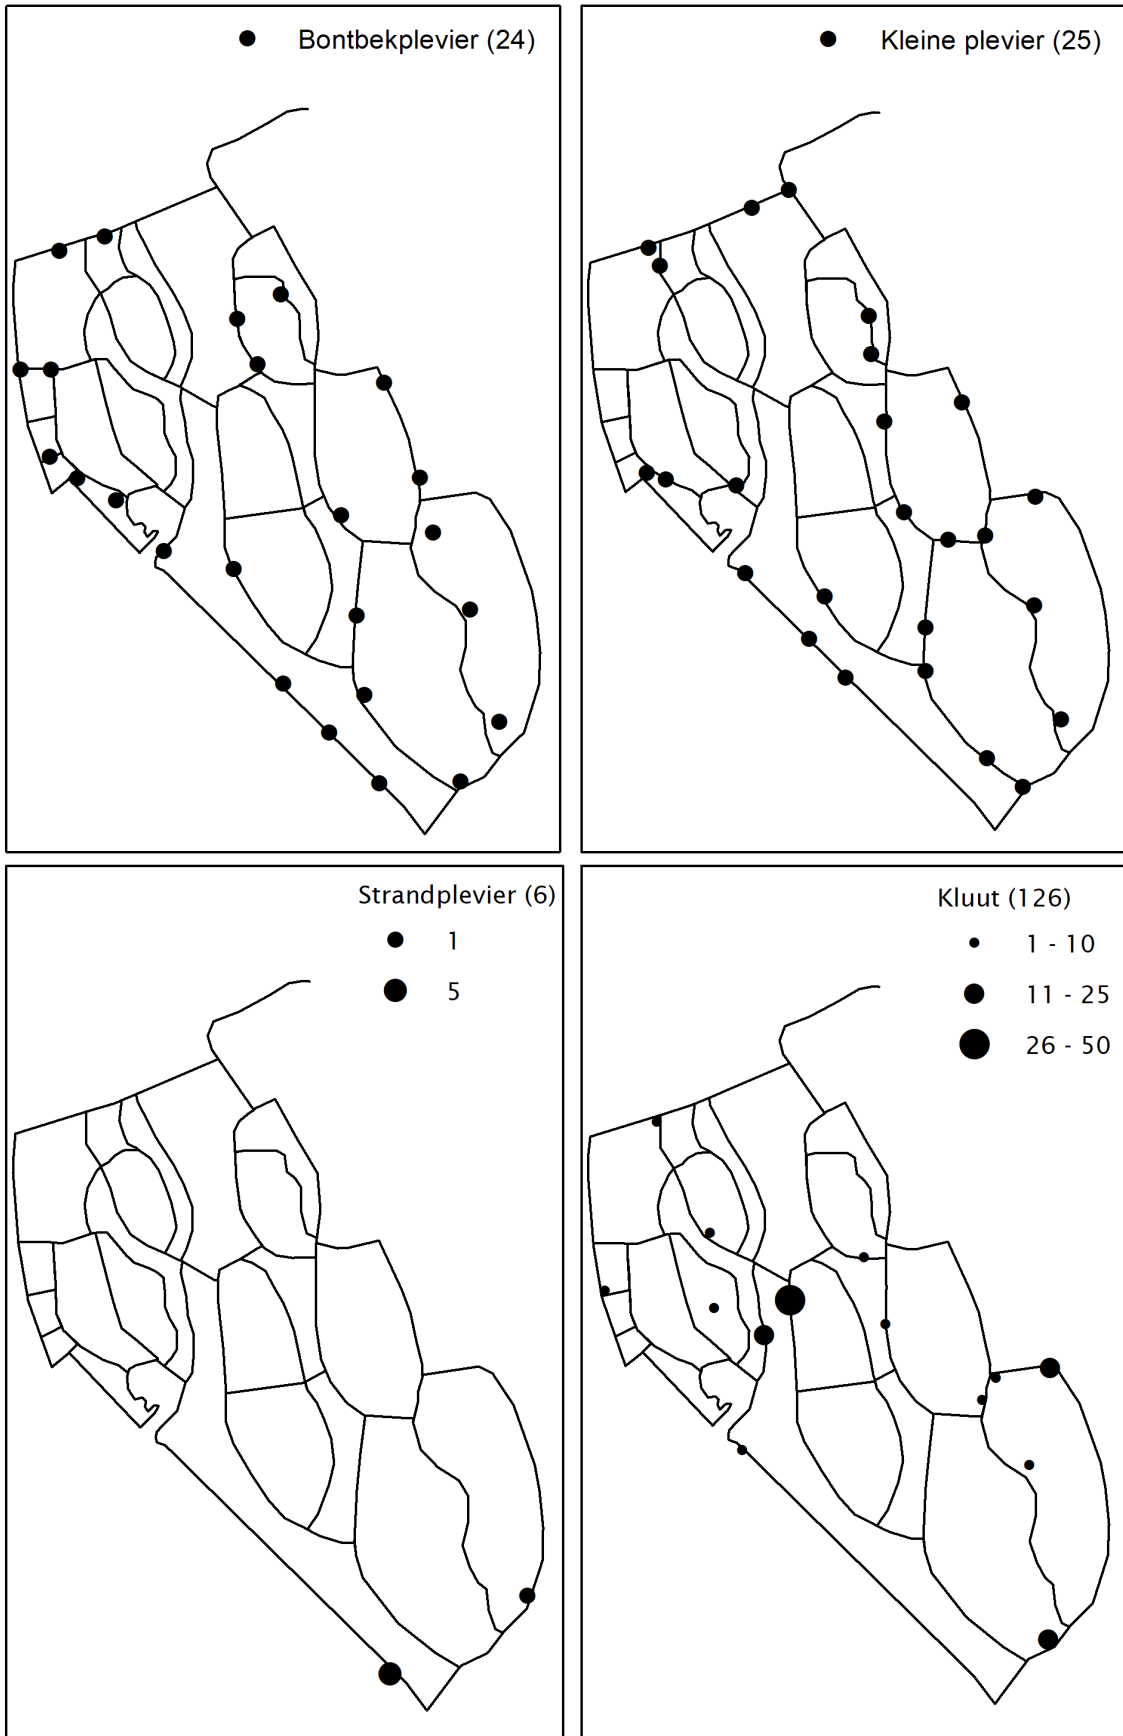 Bontbekplevier (24)
Kleine plevier (25)
Strandplevier (6)
1
5
Kluut (126)
1 - 10
11 - 25
26 - 50